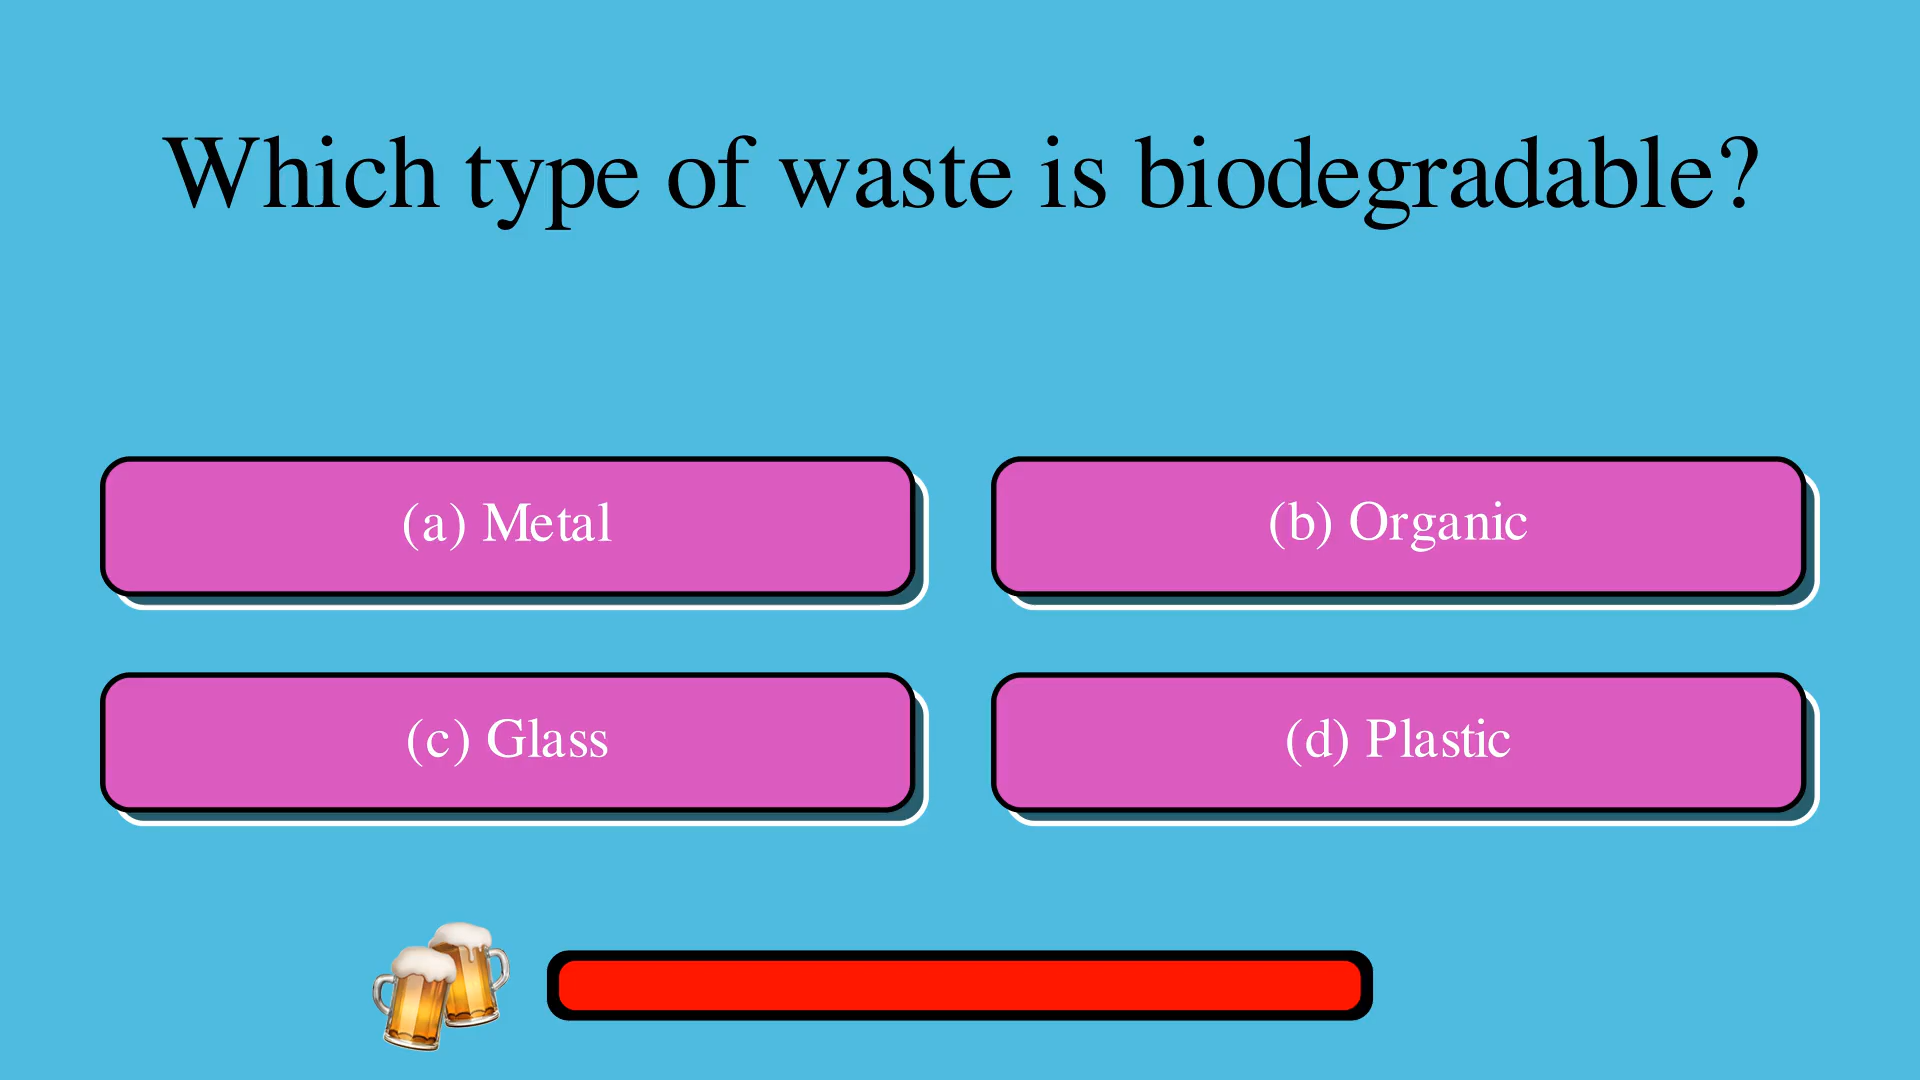 Which type of waste is biodegradable?
(a) Metal
(b) Organic
(c) Glass
(d) Plastic